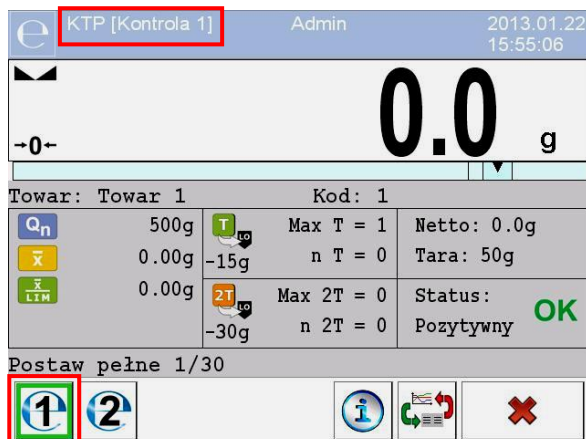 e KTP [Kontrola 1] Admin 2013.01.22
15:55:06
0.0 g
→0←
Towar: Towar 1 Kod: 1
Qn 500g T LO -15g Max T = 1 Netto: 0.0g
x̄ 0.00g n T = 0 Tara: 50g
x̄ LIM 0.00g 2T LO -30g Max 2T = 0 Status: OK
n 2T = 0 Pozytywny
Postaw pełne 1/30
1 2 i